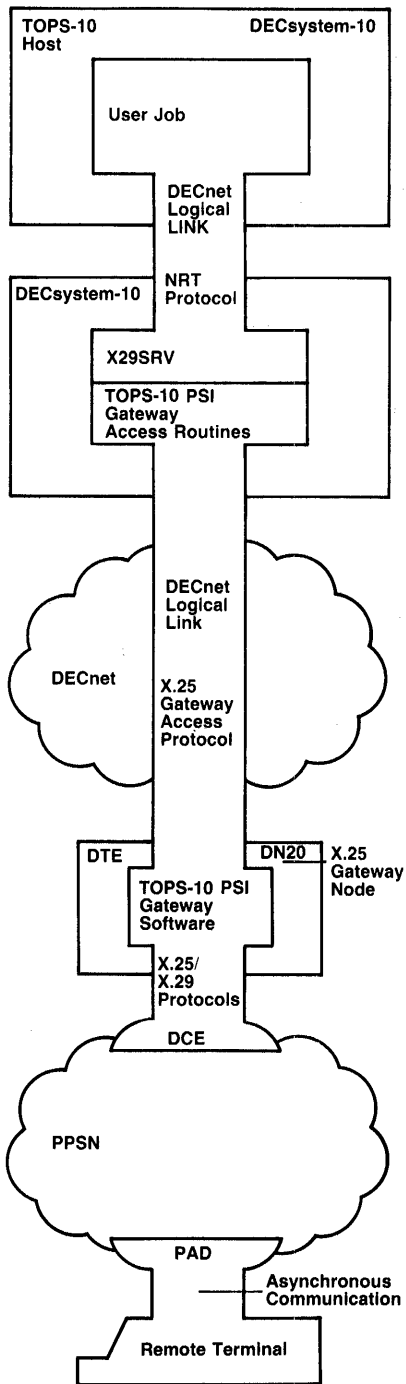 TOPS-10
Host
DECsystem-10
User Job
DECnet
Logical
LINK
NRT
Protocol
DECsystem-10
X29SRV
TOPS-10 PSI
Gateway
Access Routines
DECnet
Logical
Link
DECnet
X.25
Gateway
Access
Protocol
DTE
DN20
X.25
Gateway
Node
TOPS-10 PSI
Gateway
Software
X.25/
X.29
Protocols
DCE
PPSN
PAD
Asynchronous
Communication
Remote Terminal